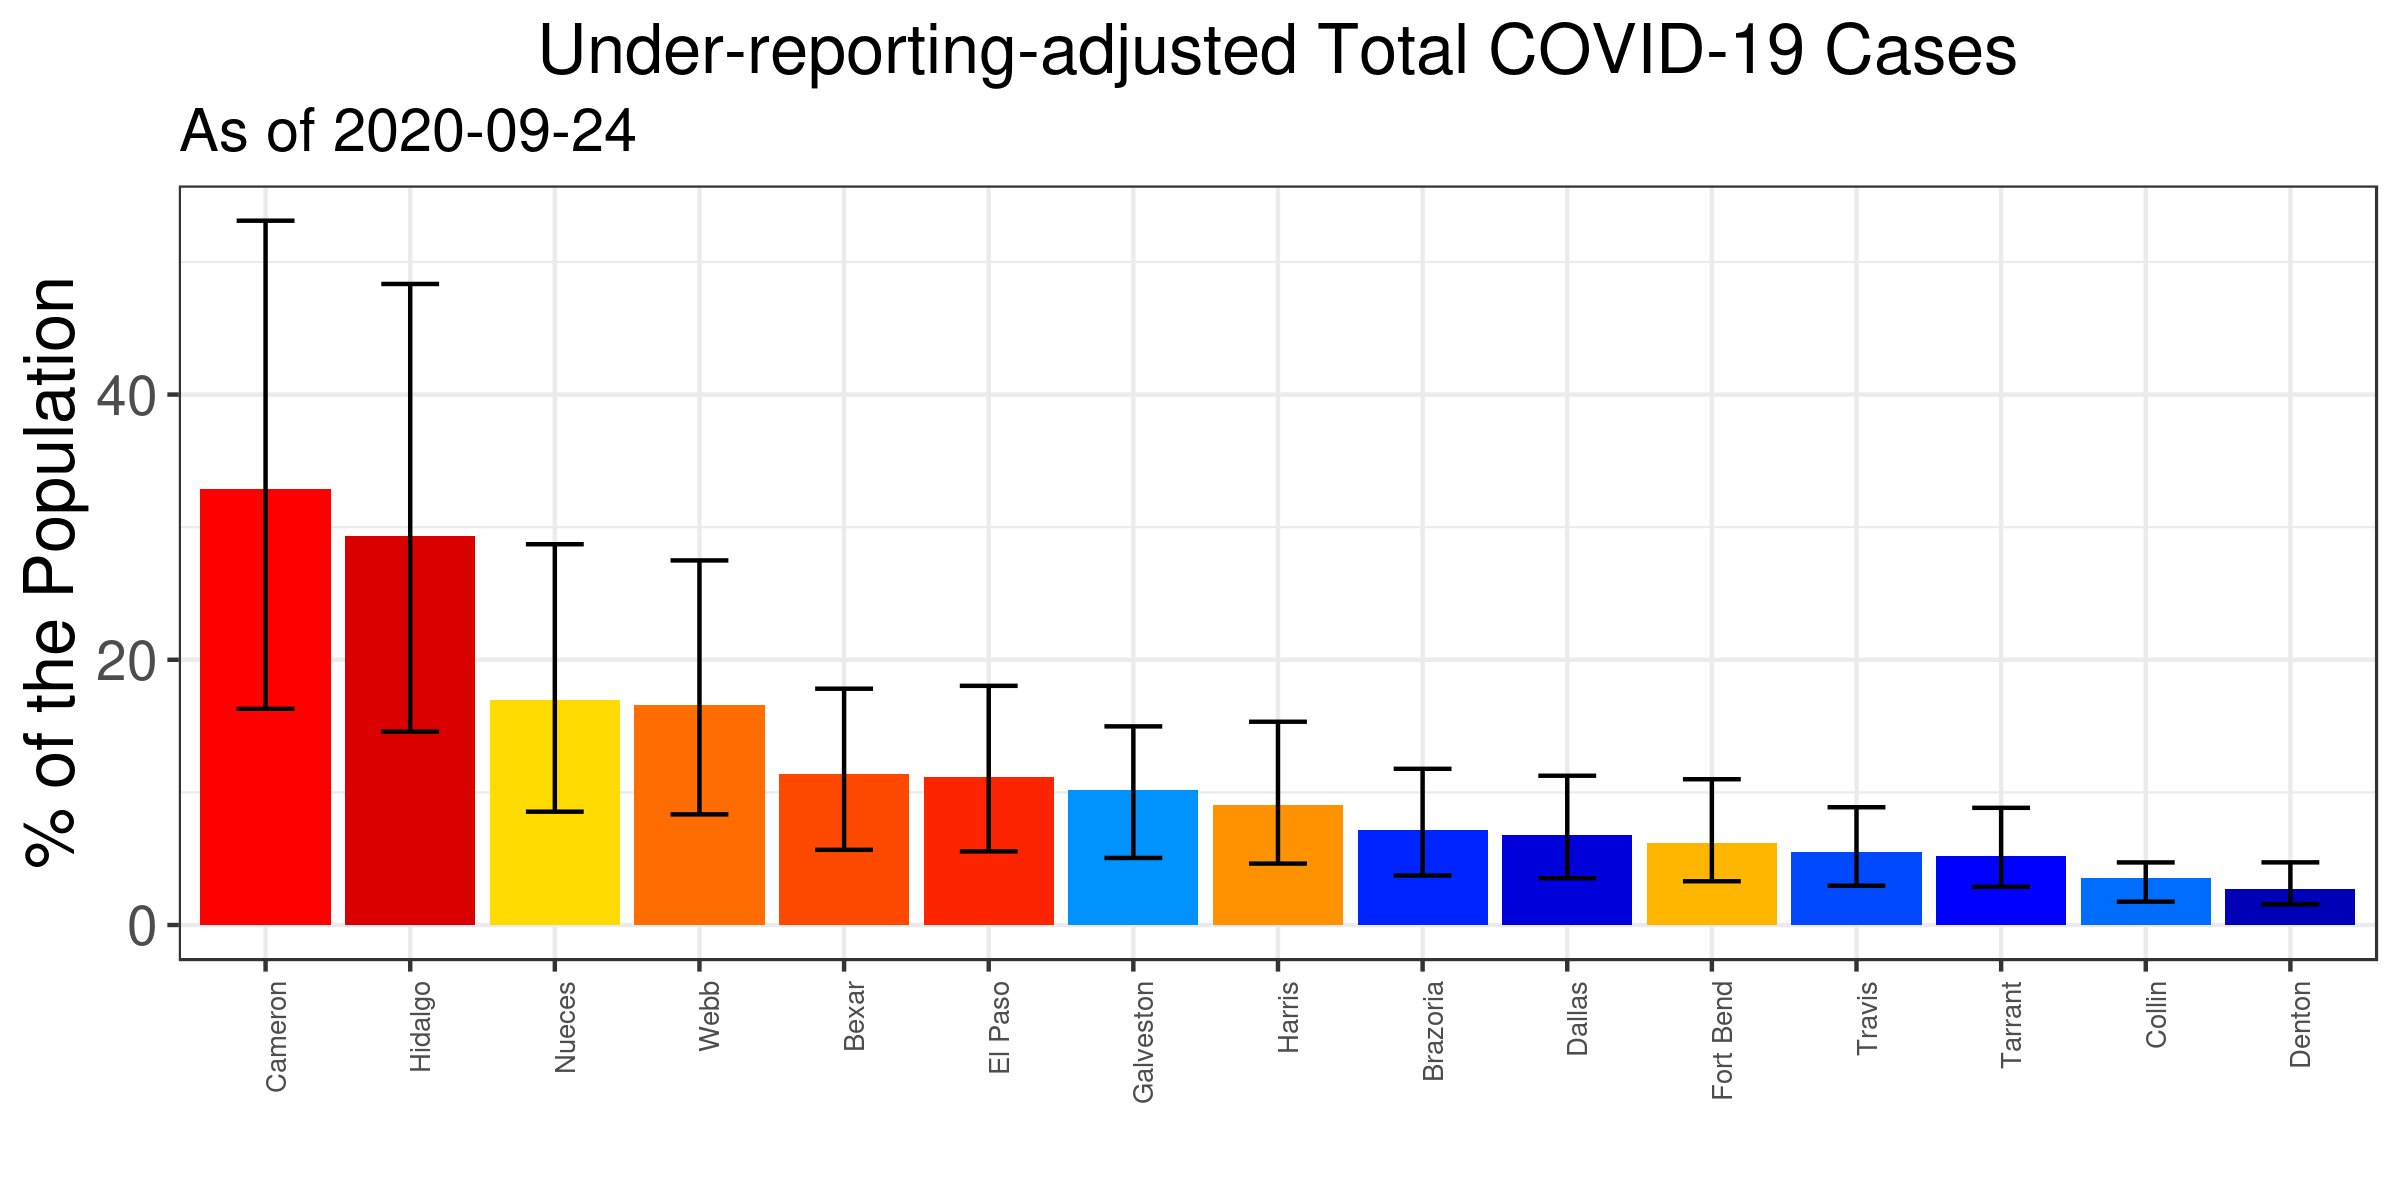 Under-reporting-adjusted Total COVID-19 Cases
As of 2020-09-24
% of the Population
40
20
0
Cameron
Hidalgo
Nueces
Webb
Bexar
El Paso
Galveston
Harris
Brazoria
Dallas
Fort Bend
Travis
Tarrant
Collin
Denton